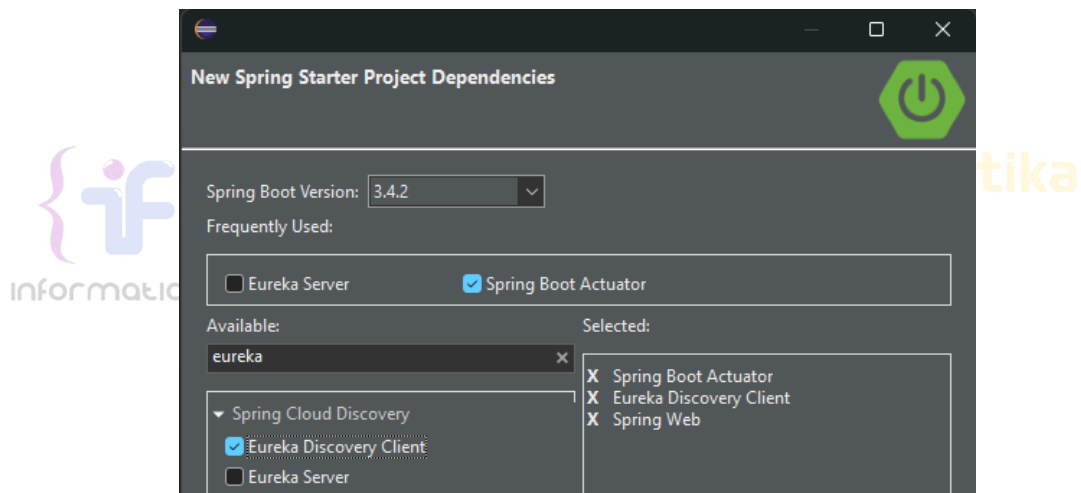 New Spring Starter Project Dependencies
Spring Boot Version: 3.4.2
Frequently Used:
Eureka Server
Spring Boot Actuator
Available:
Selected:
eureka
Spring Cloud Discovery
Eureka Discovery Client
Eureka Server
X Spring Boot Actuator
X Eureka Discovery Client
X Spring Web
if
informatic
tika